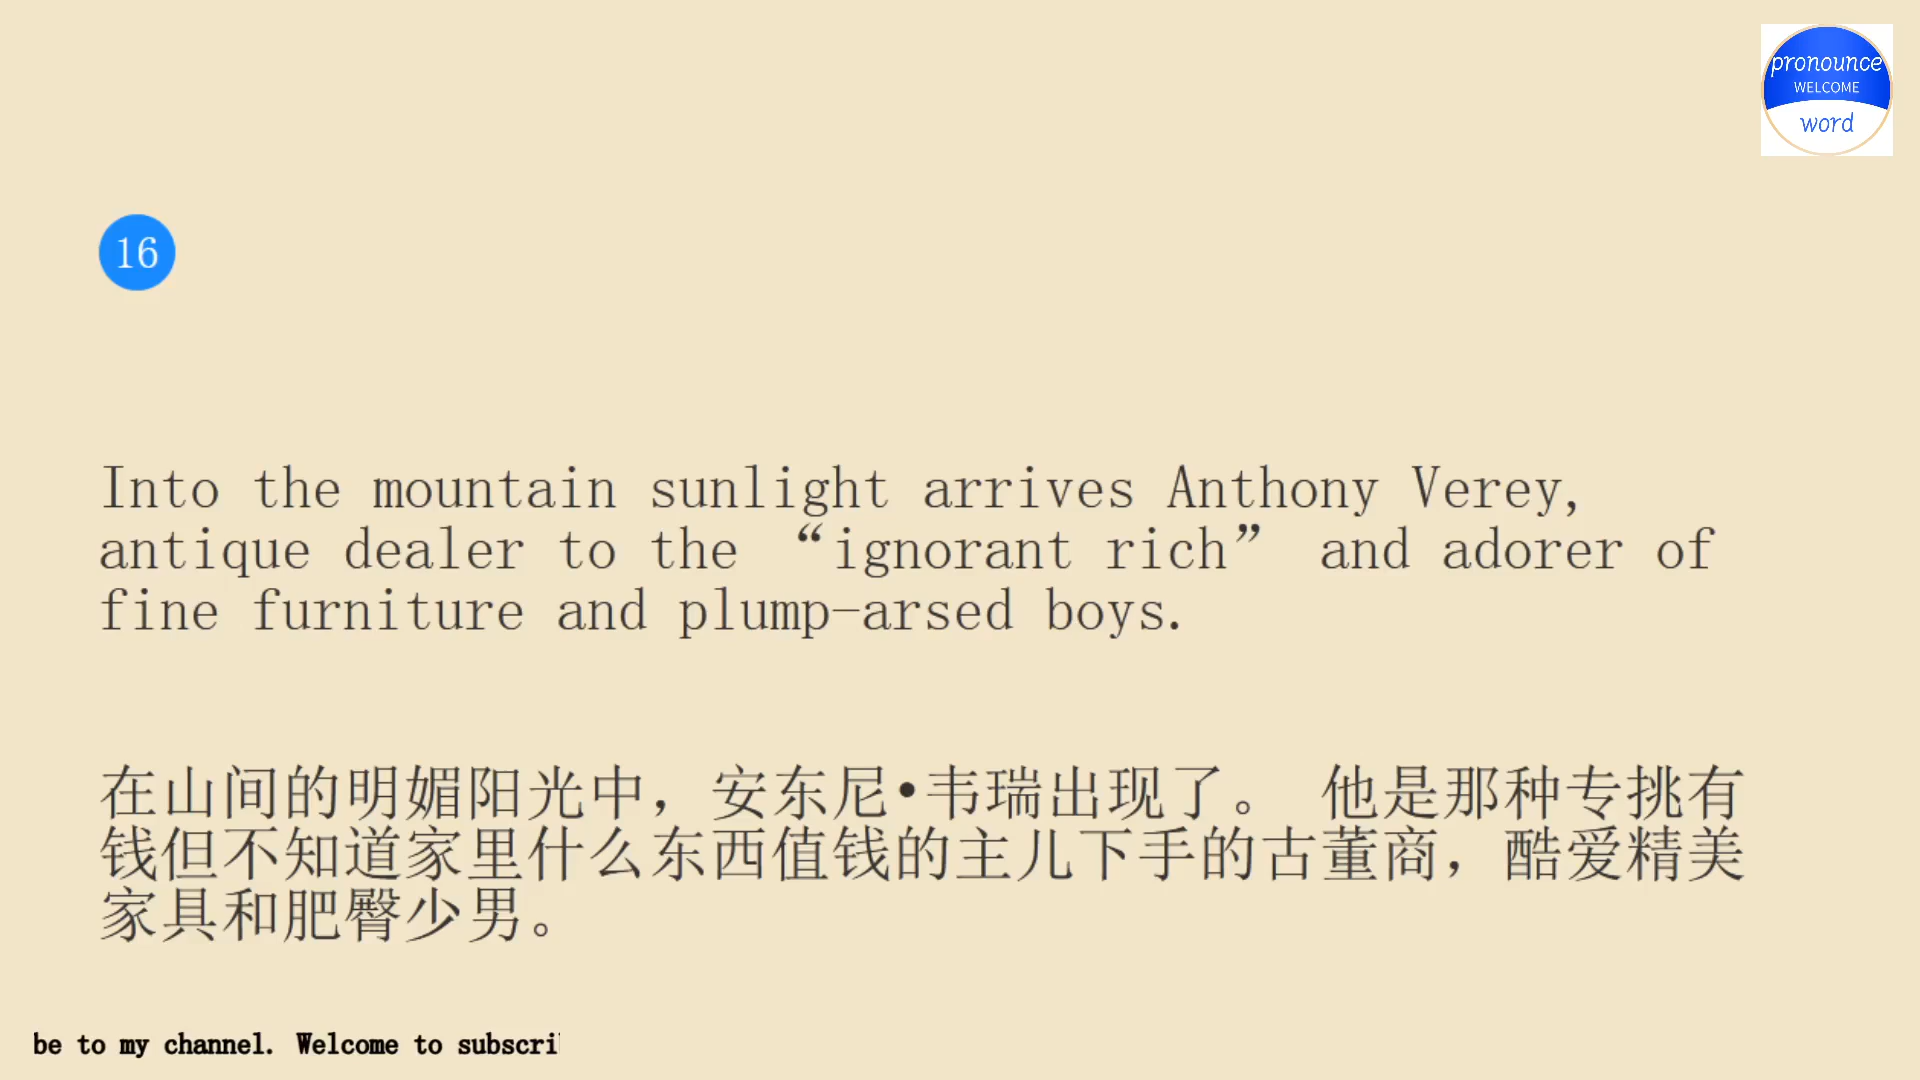 pronounce
WELCOME
word
16
Into the mountain sunlight arrives Anthony Verey,
antique dealer to the “ignorant rich” and adorer of
fine furniture and plump-arsed boys.
在山间的明媚阳光中，安东尼•韦瑞出现了。 他是那种专挑有
钱但不知道家里什么东西值钱的主儿下手的古董商，酷爱精美
家具和肥臀少男。
be to my channel. Welcome to subscri